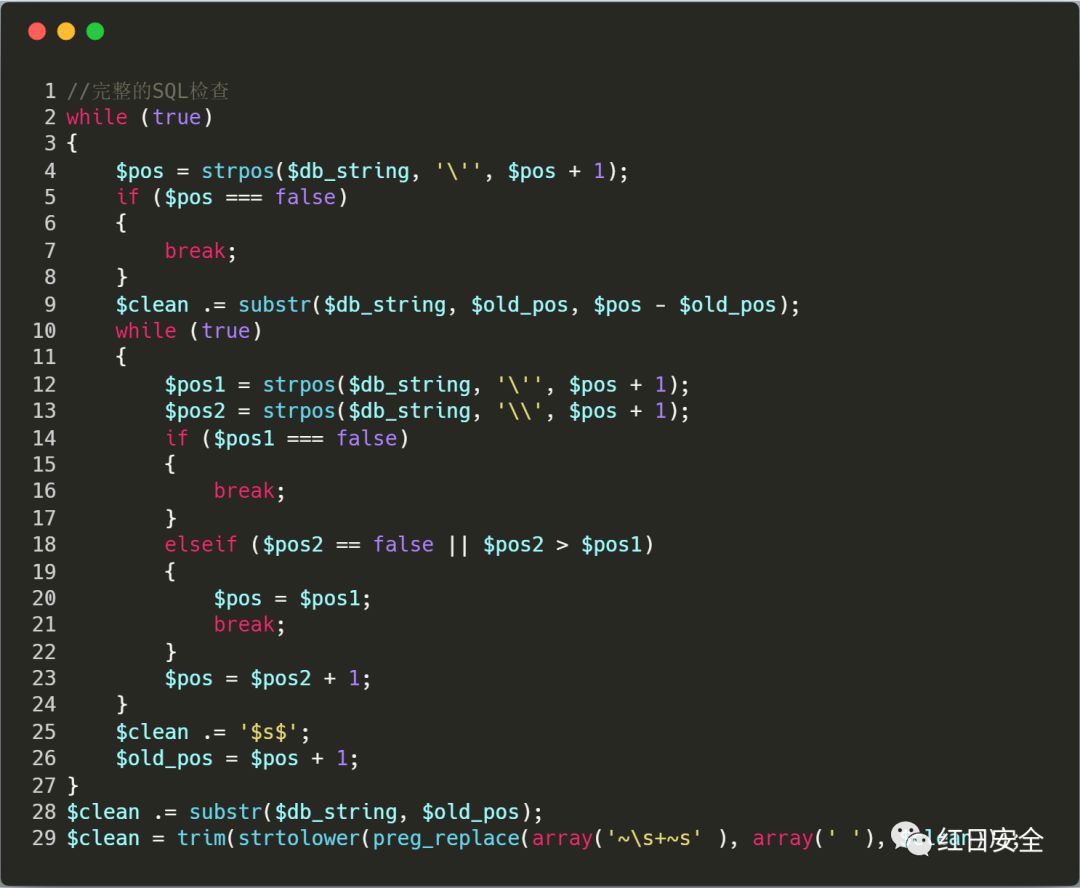 1 //完整的SQL检查
2 while (true)
3 {
4     $pos = strpos($db_string, '\'', $pos + 1);
5     if ($pos === false)
6     {
7         break;
8     }
9     $clean .= substr($db_string, $old_pos, $pos - $old_pos);
10     while (true)
11     {
12         $pos1 = strpos($db_string, '\'', $pos + 1);
13         $pos2 = strpos($db_string, '\\', $pos + 1);
14         if ($pos1 === false)
15         {
16             break;
17         }
18         elseif ($pos2 == false || $pos2 > $pos1)
19         {
20             $pos = $pos1;
21             break;
22         }
23         $pos = $pos2 + 1;
24     }
25     $clean .= '$s$';
26     $old_pos = $pos + 1;
27 }
28 $clean .= substr($db_string, $old_pos);
29 $clean = trim(strtolower(preg_replace(array('~\s+~s' ), array(' '),
红日安全